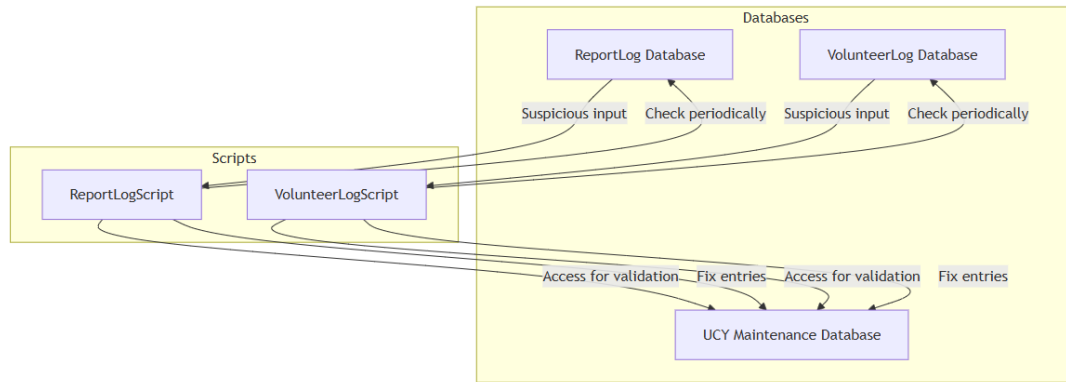 Databases
ReportLog Database
VolunteerLog Database
Suspicious input
Check periodically
Suspicious input
Check periodically
Scripts
ReportLogScript
VolunteerLogScript
Access for validation
Fix entries
Access for validation
Fix entries
UCY Maintenance Database